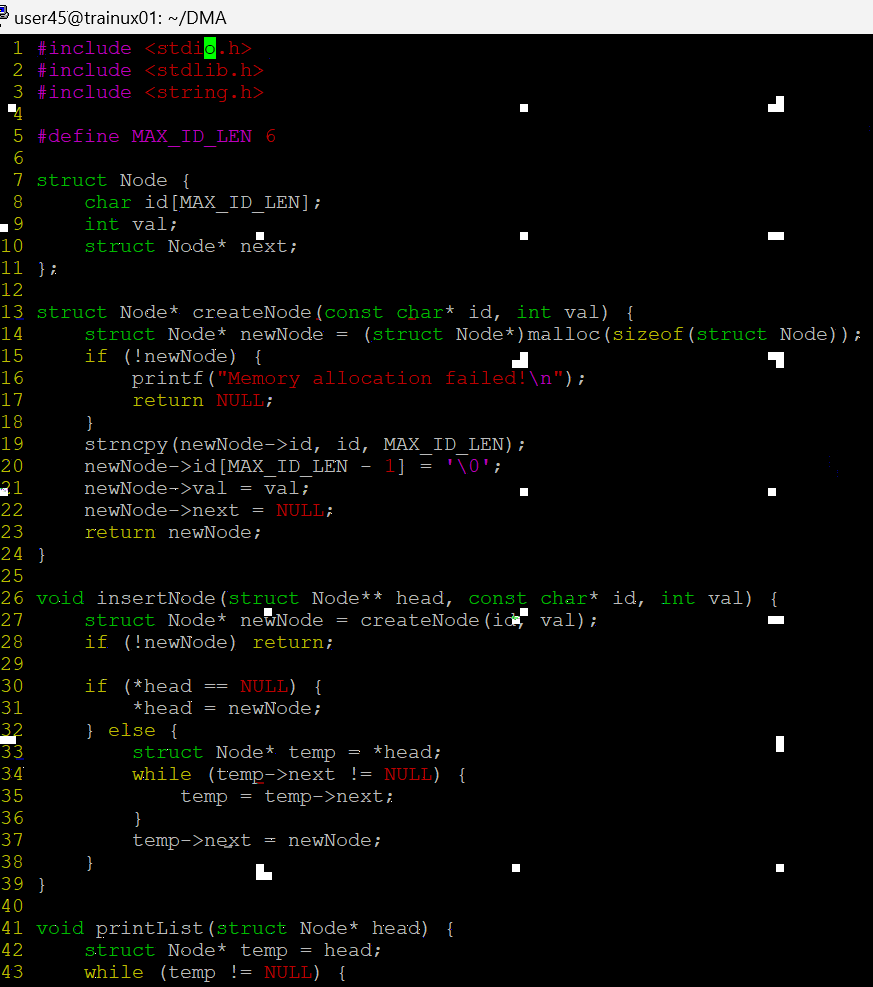 user45@trainux01: ~/DMA
1 #include <stdio.h>
2 #include <stdlib.h>
3 #include <string.h>
4
5 #define MAX_ID_LEN 6
6
7 struct Node {
8     char id[MAX_ID_LEN];
9     int val;
10     struct Node* next;
11 };
12
13 struct Node* createNode(const char* id, int val) {
14     struct Node* newNode = (struct Node*)malloc(sizeof(struct Node));
15     if (!newNode) {
16         printf("Memory allocation failed!\n");
17         return NULL;
18     }
19     strncpy(newNode->id, id, MAX_ID_LEN);
20     newNode->id[MAX_ID_LEN - 1] = '\0';
21     newNode->val = val;
22     newNode->next = NULL;
23     return newNode;
24 }
25
26 void insertNode(struct Node** head, const char* id, int val) {
27     struct Node* newNode = createNode(id, val);
28     if (!newNode) return;
29
30     if (*head == NULL) {
31         *head = newNode;
32     } else {
33         struct Node* temp = *head;
34         while (temp->next != NULL) {
35             temp = temp->next;
36         }
37         temp->next = newNode;
38     }
39 }
40
41 void printList(struct Node* head) {
42     struct Node* temp = head;
43     while (temp != NULL) {